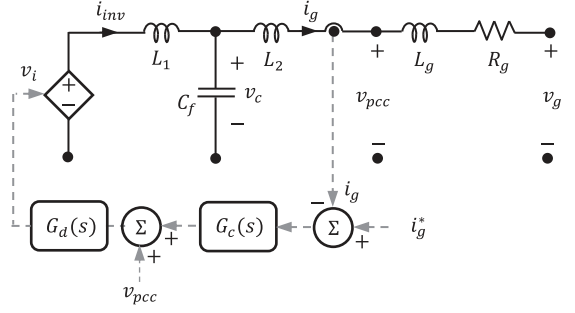 i_inv
i_g
L_1
L_2
L_g
R_g
v_i
+
−
C_f
+
v_c
−
+
v_pcc
−
+
v_g
−
i_g
−
G_d(s)
Σ
+
+
G_c(s)
Σ
+
i_g^*
v_pcc